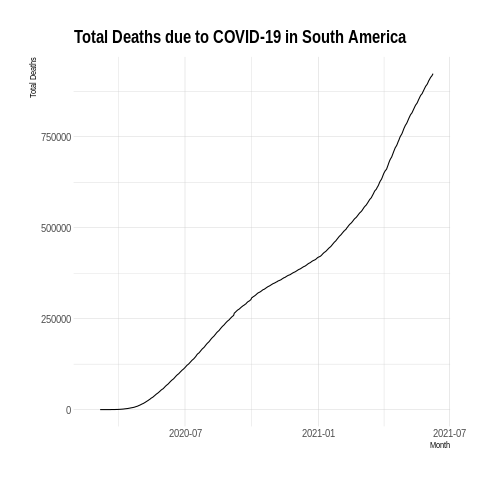 Total Deaths due to COVID-19 in South America
Total Deaths
750000
500000
250000
0
2020-07
2021-01
2021-07
Month